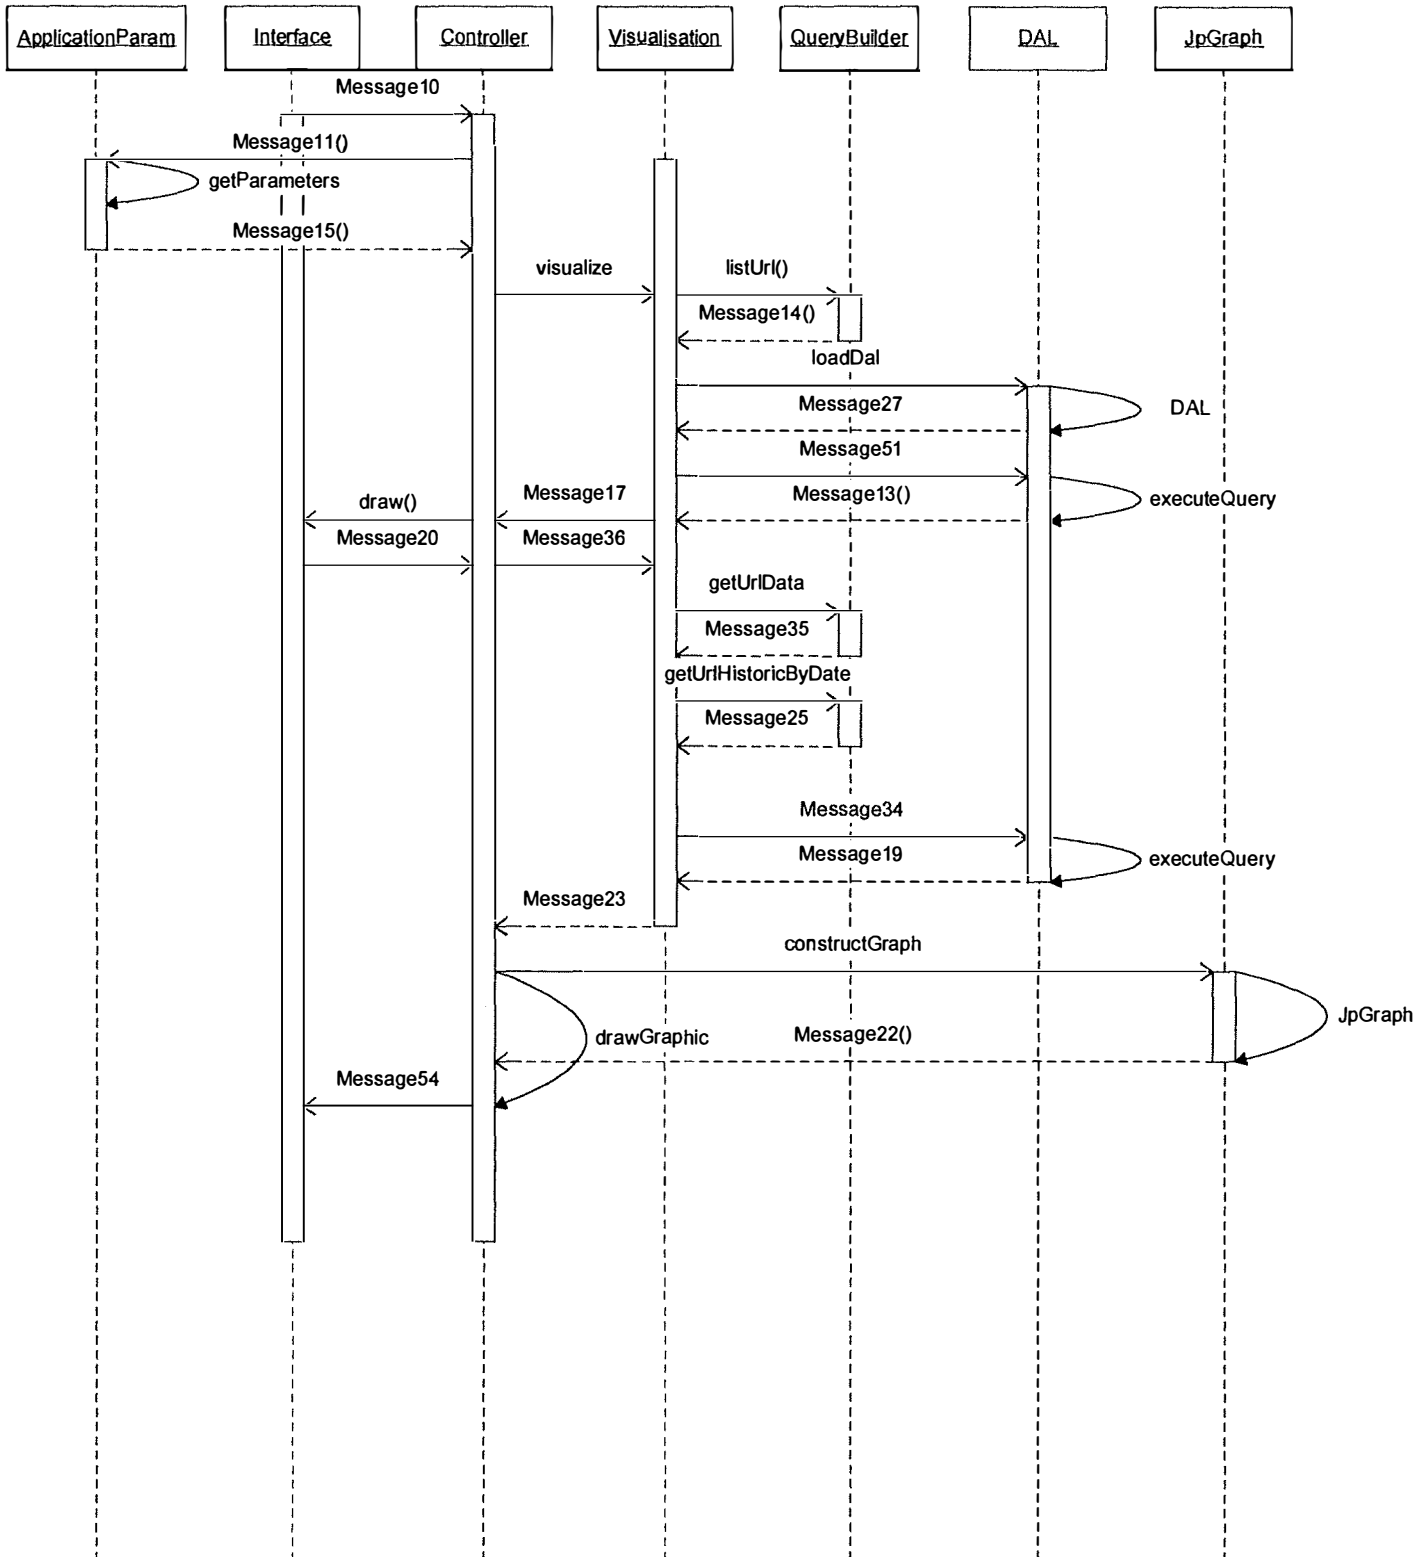 ApplicationParam
Interface
Controller
Visualisation
QueryBuilder
DAL
JpGraph
Message10
Message11()
getParameters
Message15()
visualize
listUrl()
Message14()
loadDal
Message27
DAL
Message51
Message17
Message13()
draw()
executeQuery
Message20
Message36
getUrlData
Message35
getUrlHistoricByDate
Message25
Message34
Message19
executeQuery
Message23
constructGraph
JpGraph
drawGraphic
Message22()
Message54